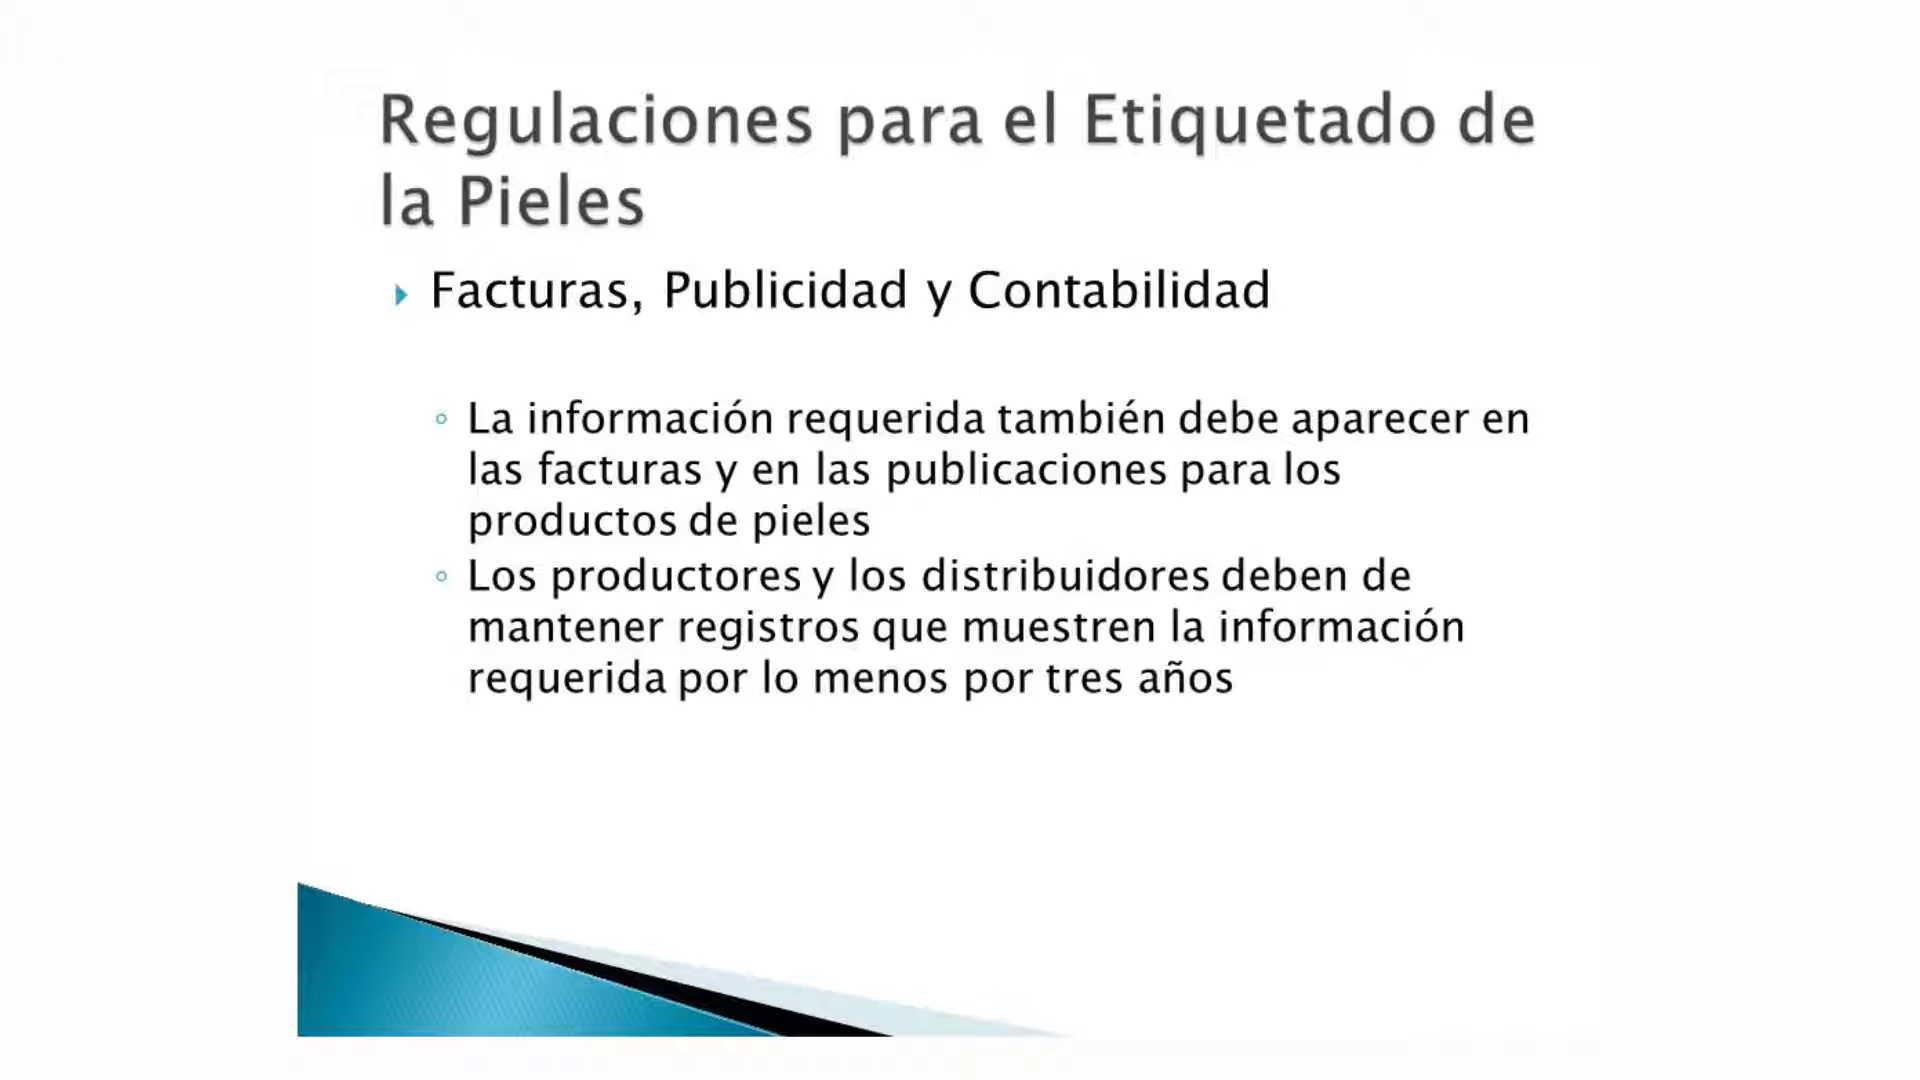 Regulaciones para el Etiquetado de
la Pieles
Facturas, Publicidad y Contabilidad
La información requerida también debe aparecer en
las facturas y en las publicaciones para los
productos de pieles
Los productores y los distribuidores deben de
mantener registros que muestren la información
requerida por lo menos por tres años